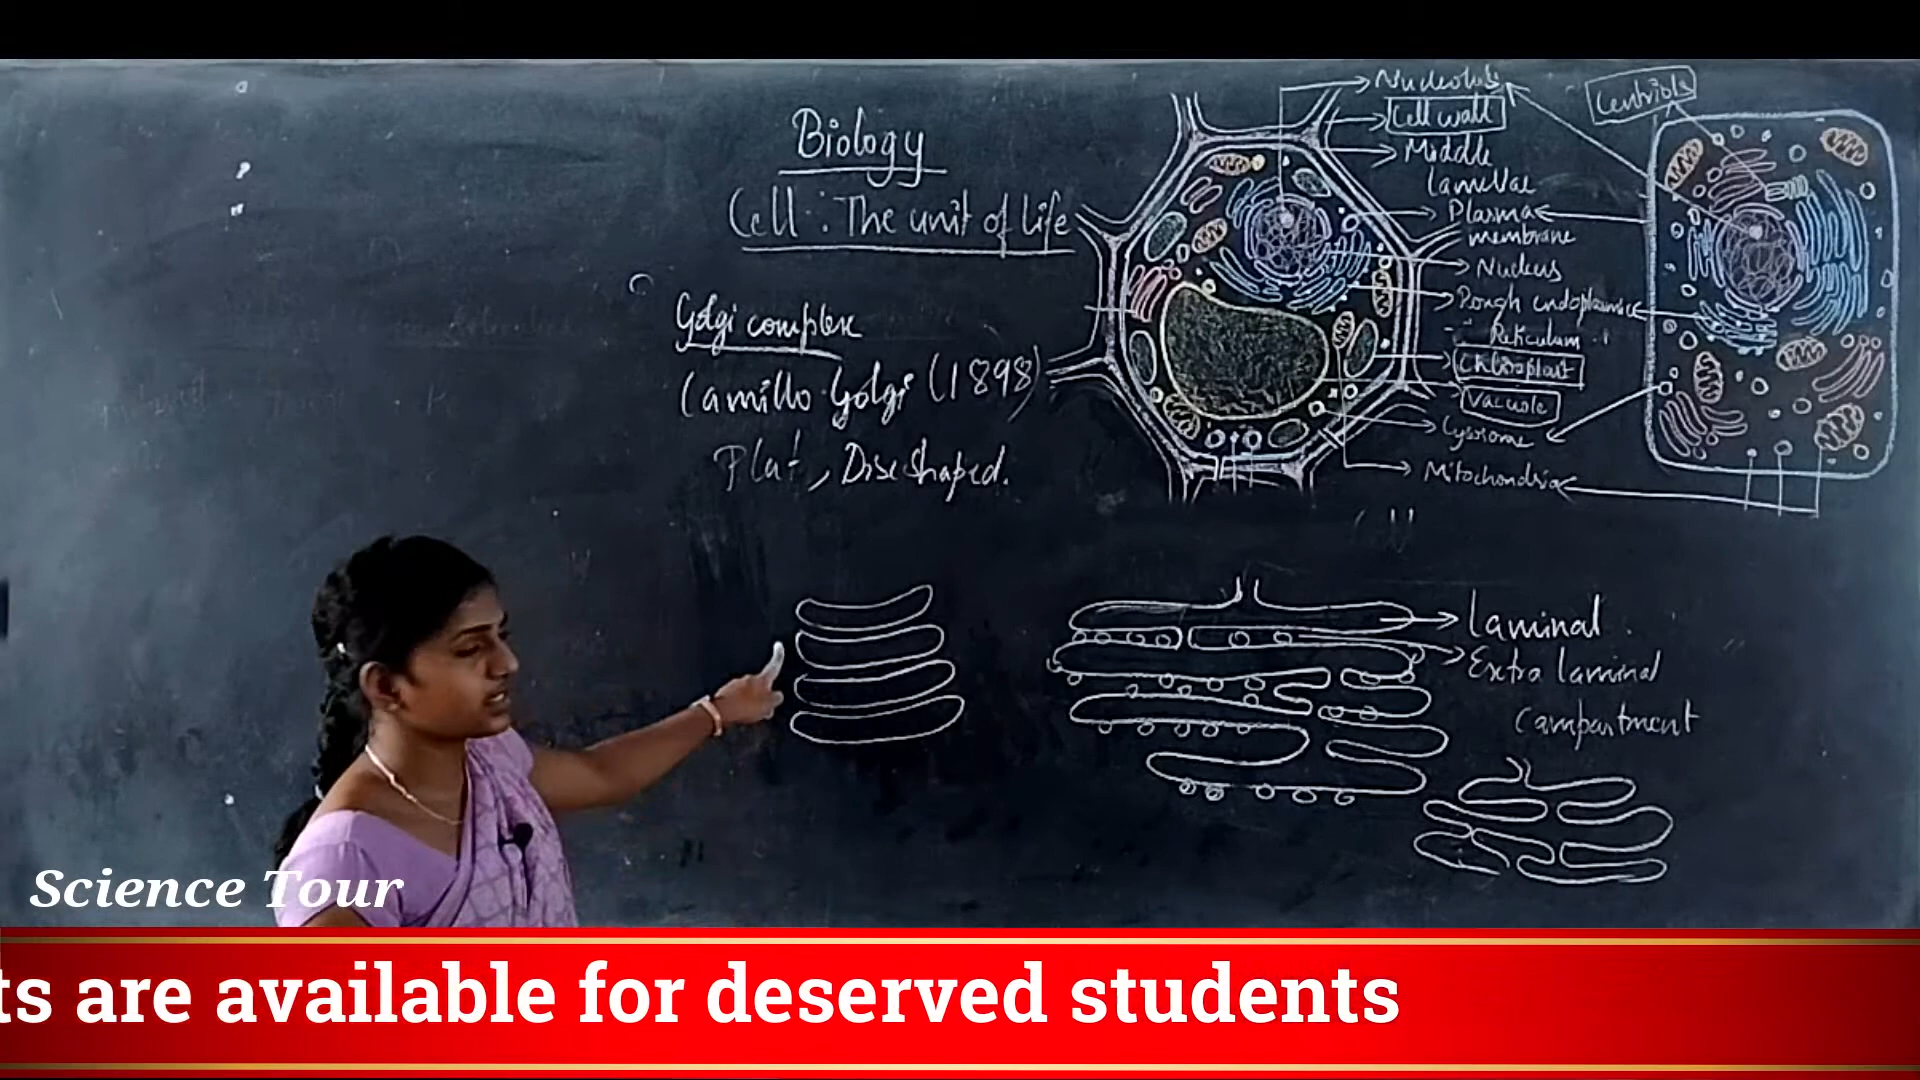 Biology
Cell : The unit of life
Golgi complex
Camillo Golgi (1898)
Flat, Disc shaped.
Nucleolus
Cell wall
Middle
lamellae
Plasma
membrane
Nucleus
Rough endoplasmic
Reticulum
Chloroplast
Vacuole
Lysosome
Mitochondria
Centriole
Laminal
Extra laminal
Compartment
Science Tour
ts are available for deserved students